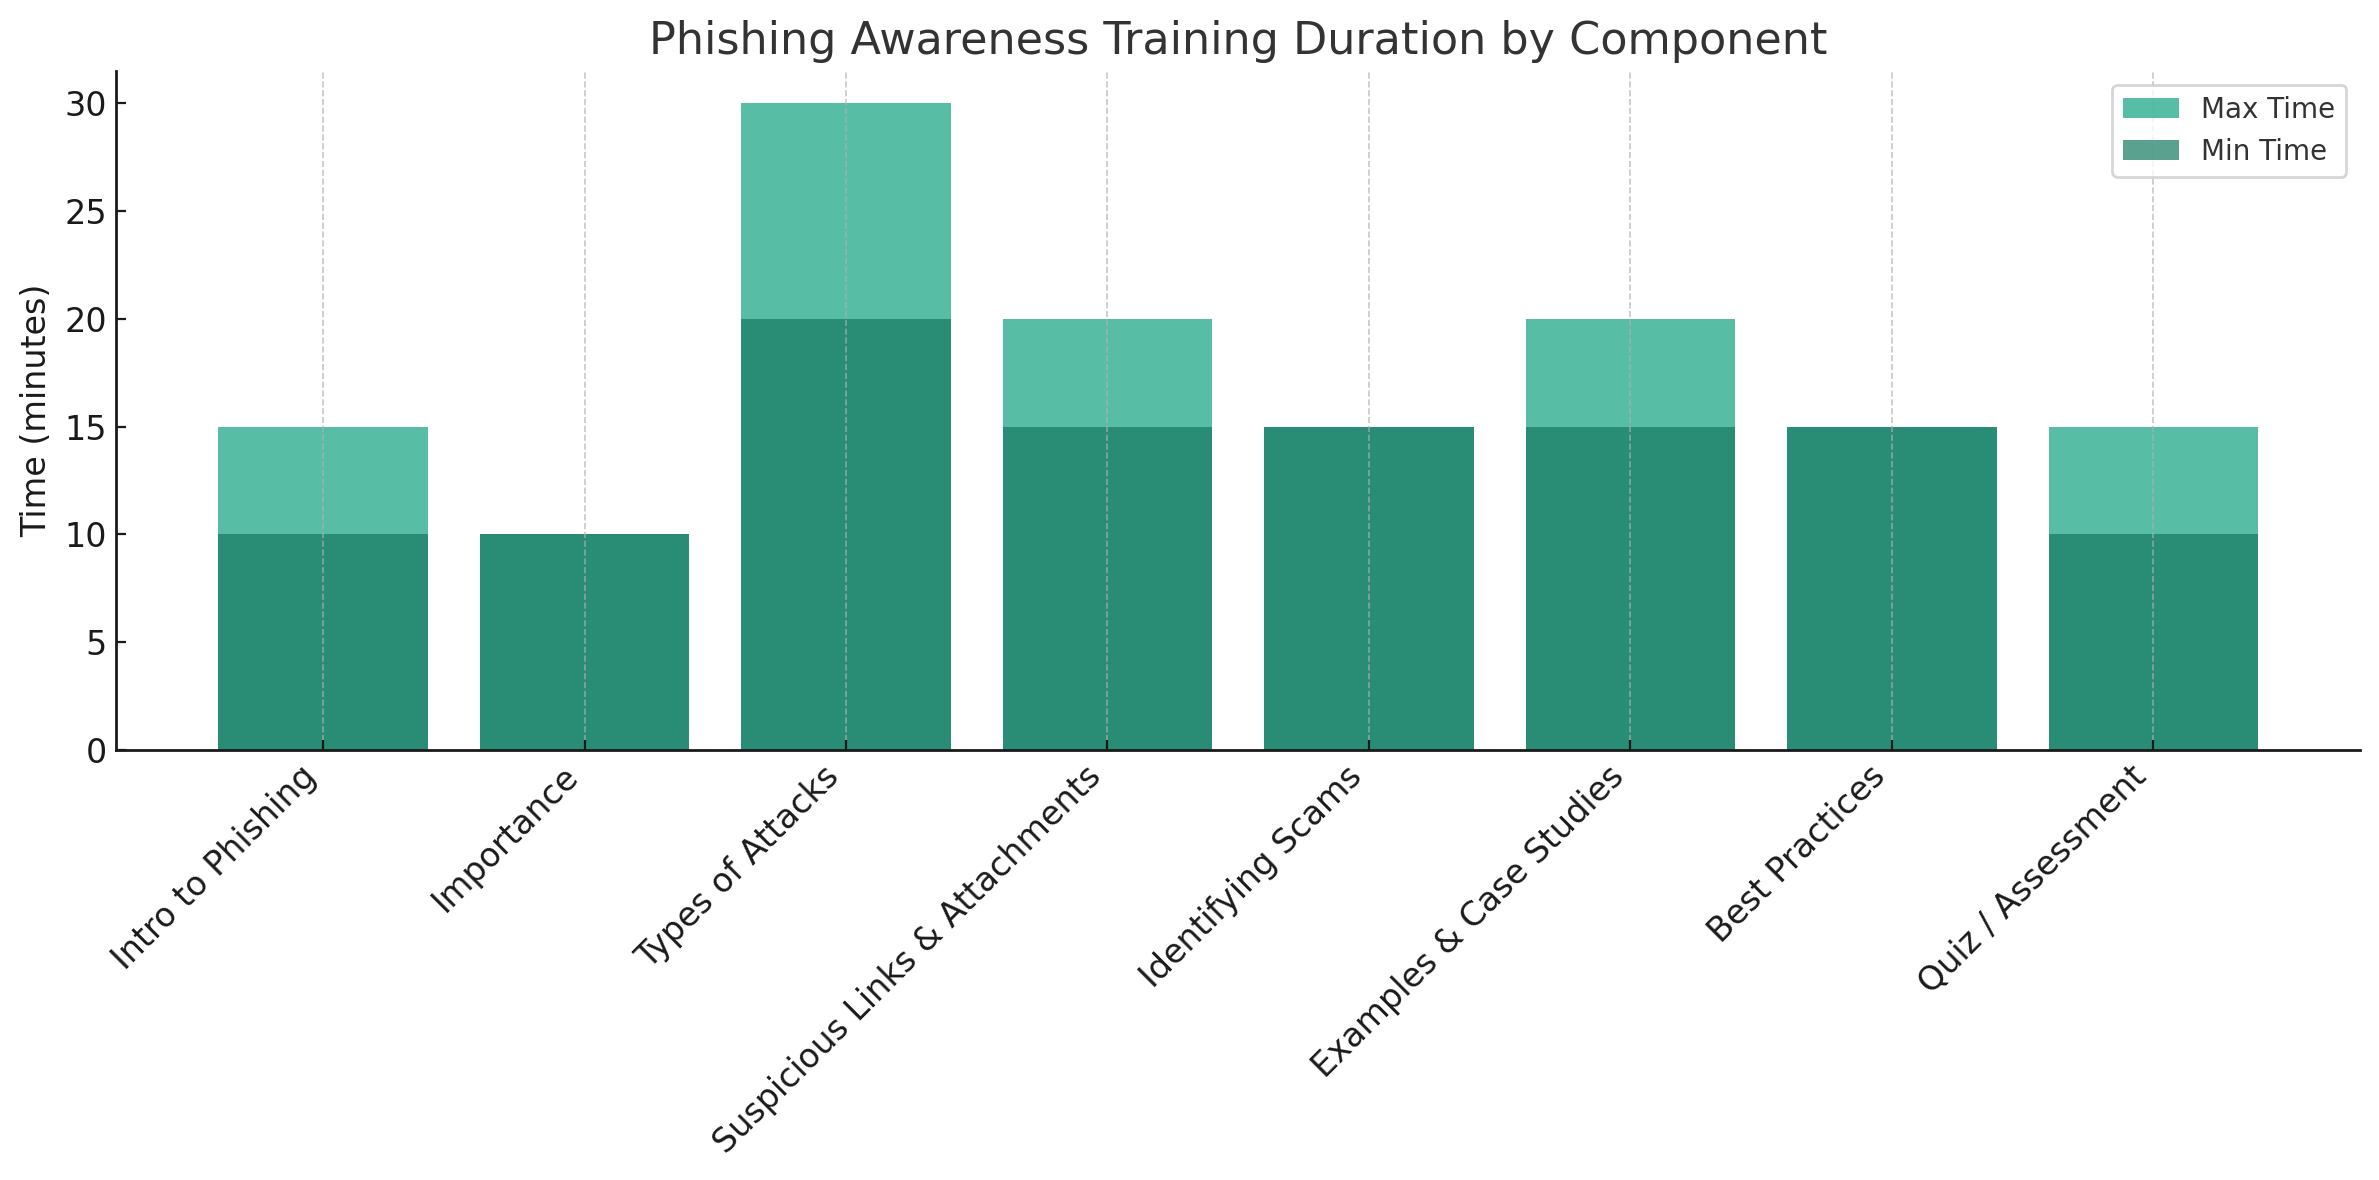 Phishing Awareness Training Duration by Component
Max Time
Min Time
Time (minutes)
30
25
20
15
10
5
0
Intro to Phishing
Importance
Types of Attacks
Suspicious Links & Attachments
Identifying Scams
Examples & Case Studies
Best Practices
Quiz / Assessment